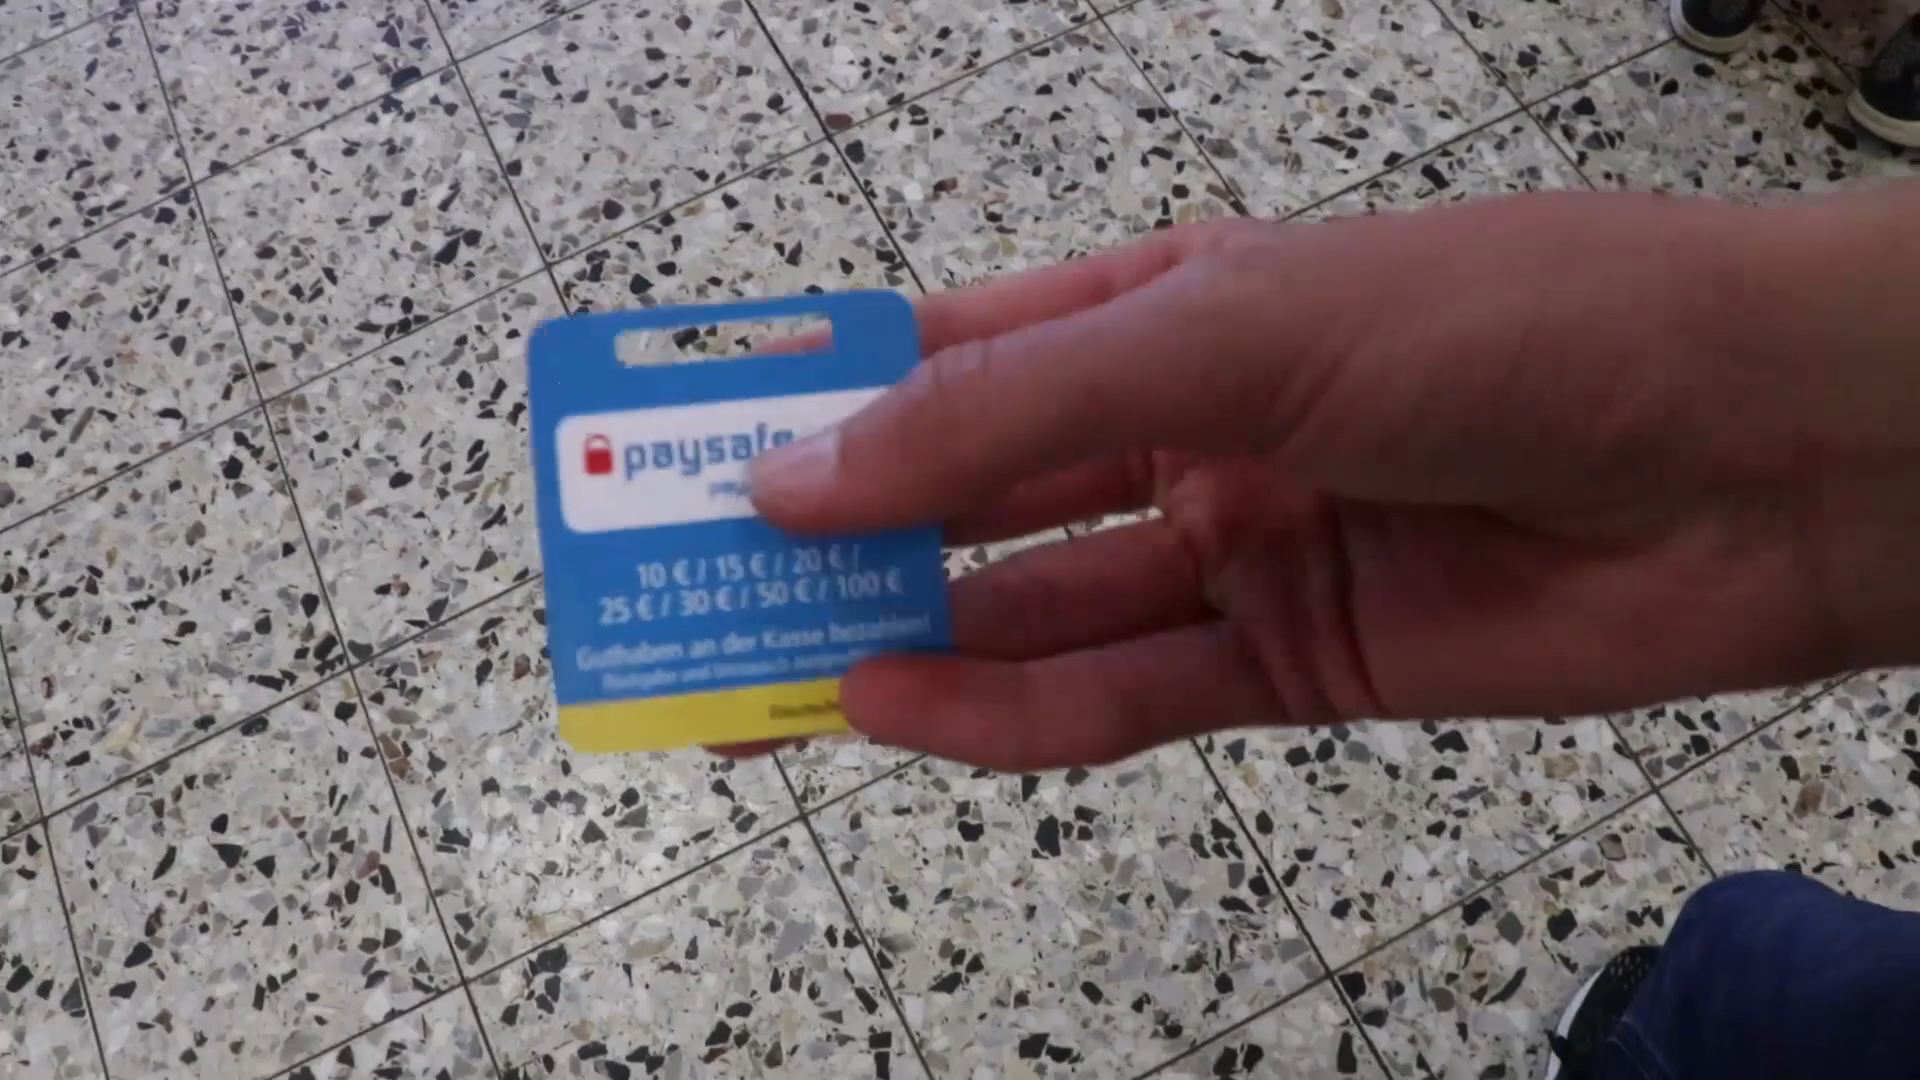 paysafe
10 € / 15 € / 20 € /
25 € / 30 € / 50 € / 100 €
Guthaben an der Kasse bezahlen!